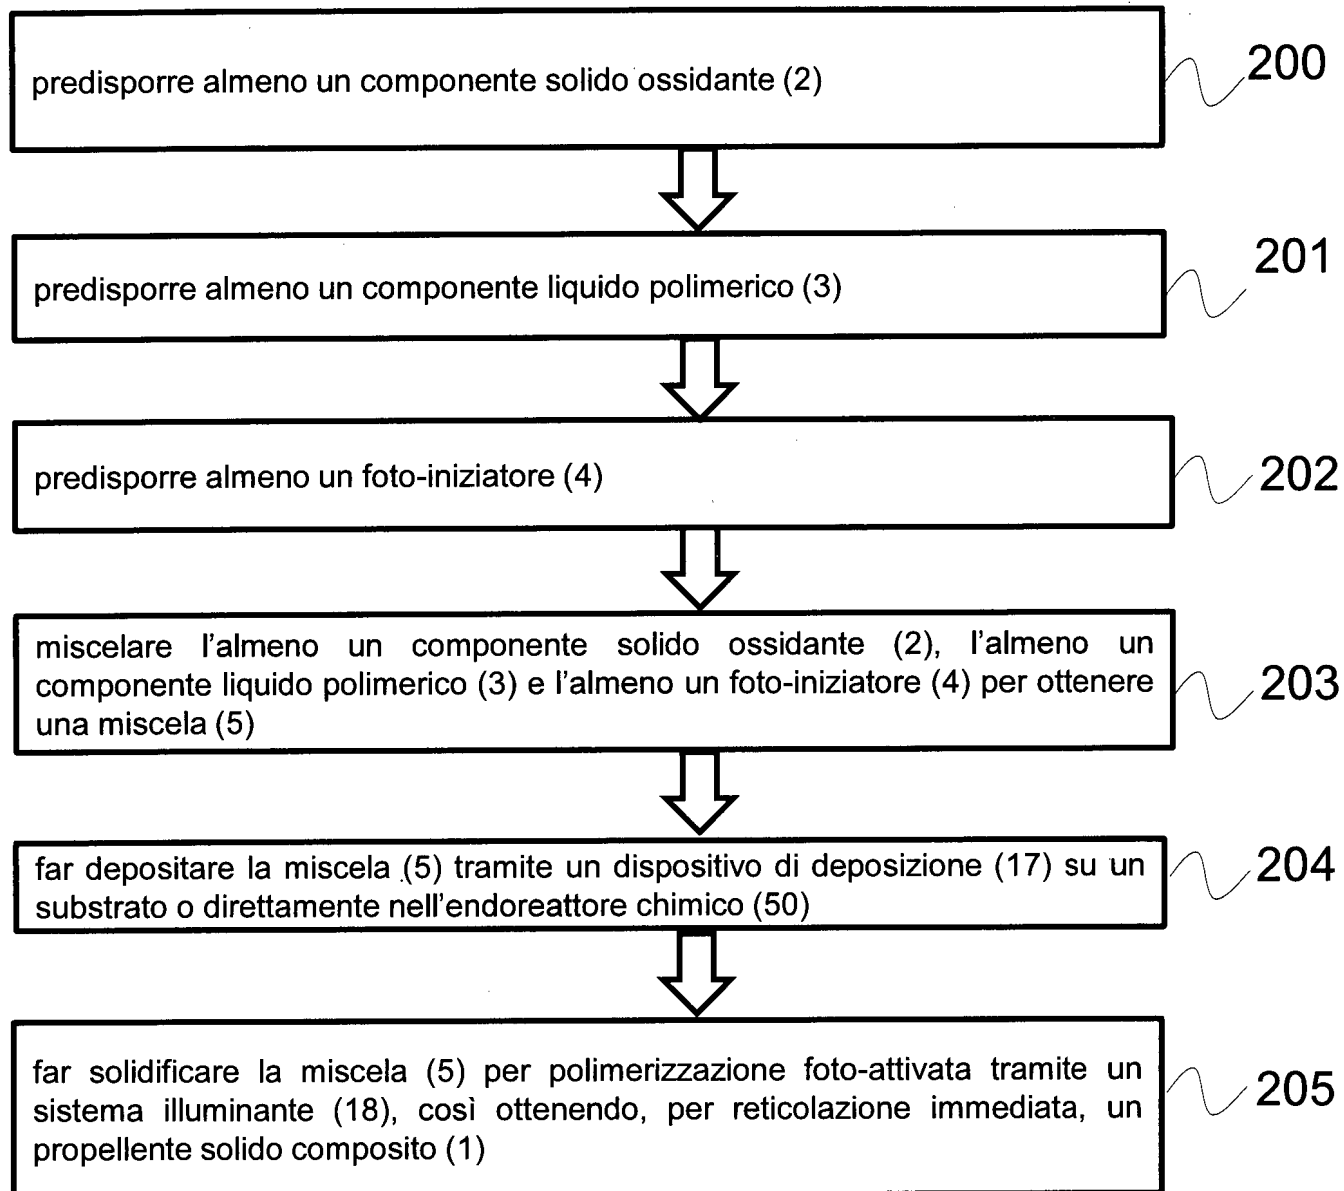 predisporre almeno un componente solido ossidante (2)
200
predisporre almeno un componente liquido polimerico (3)
201
predisporre almeno un foto-iniziatore (4)
202
miscelare l'almeno un componente solido ossidante (2), l'almeno un
componente liquido polimerico (3) e l'almeno un foto-iniziatore (4) per ottenere
una miscela (5)
203
far depositare la miscela (5) tramite un dispositivo di deposizione (17) su un
substrato o direttamente nell'endoreattore chimico (50)
204
far solidificare la miscela (5) per polimerizzazione foto-attivata tramite un
sistema illuminante (18), così ottenendo, per reticolazione immediata, un
propellente solido composito (1)
205